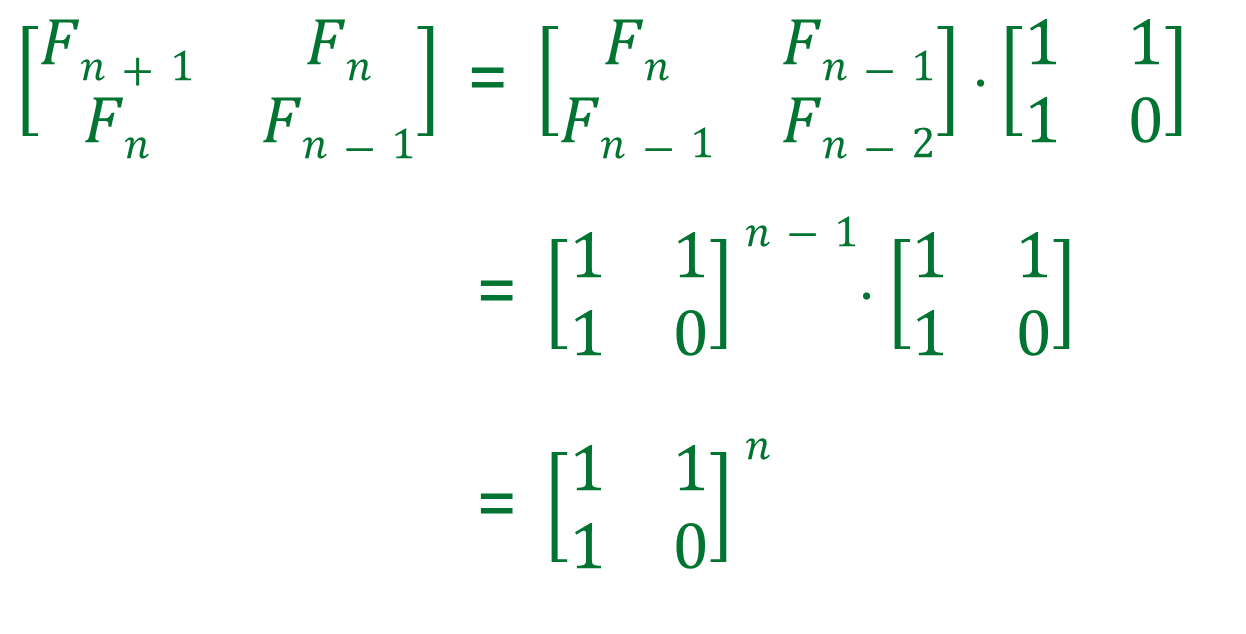 [F_{n + 1} F_n] = [F_n F_{n − 1}] · [1 1]
[F_n F_{n − 1}] [F_{n − 1} F_{n − 2}] [1 0]
= [1 1]^{n − 1} · [1 1]
[1 0] [1 0]
= [1 1]^n
[1 0]